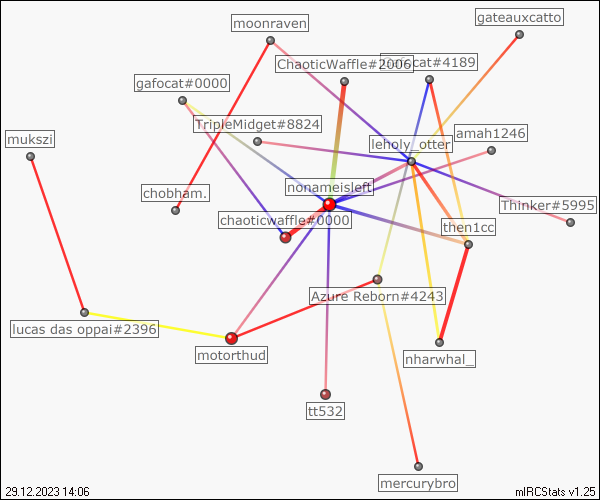 moonraven
gateauxcatto
ChaoticWaffle#2006
gafocat#4189
gafocat#0000
TripleMidget#8824
amah1246
mukszi
leholy_otter
nonameisleft
chobham.
Thinker#5995
chaoticwaffle#0000
then1cc
Azure Reborn#4243
lucas das oppai#2396
motorthud
nharwhal_
tt532
mercurybro
29.12.2023 14:06
mIRCStats v1.25